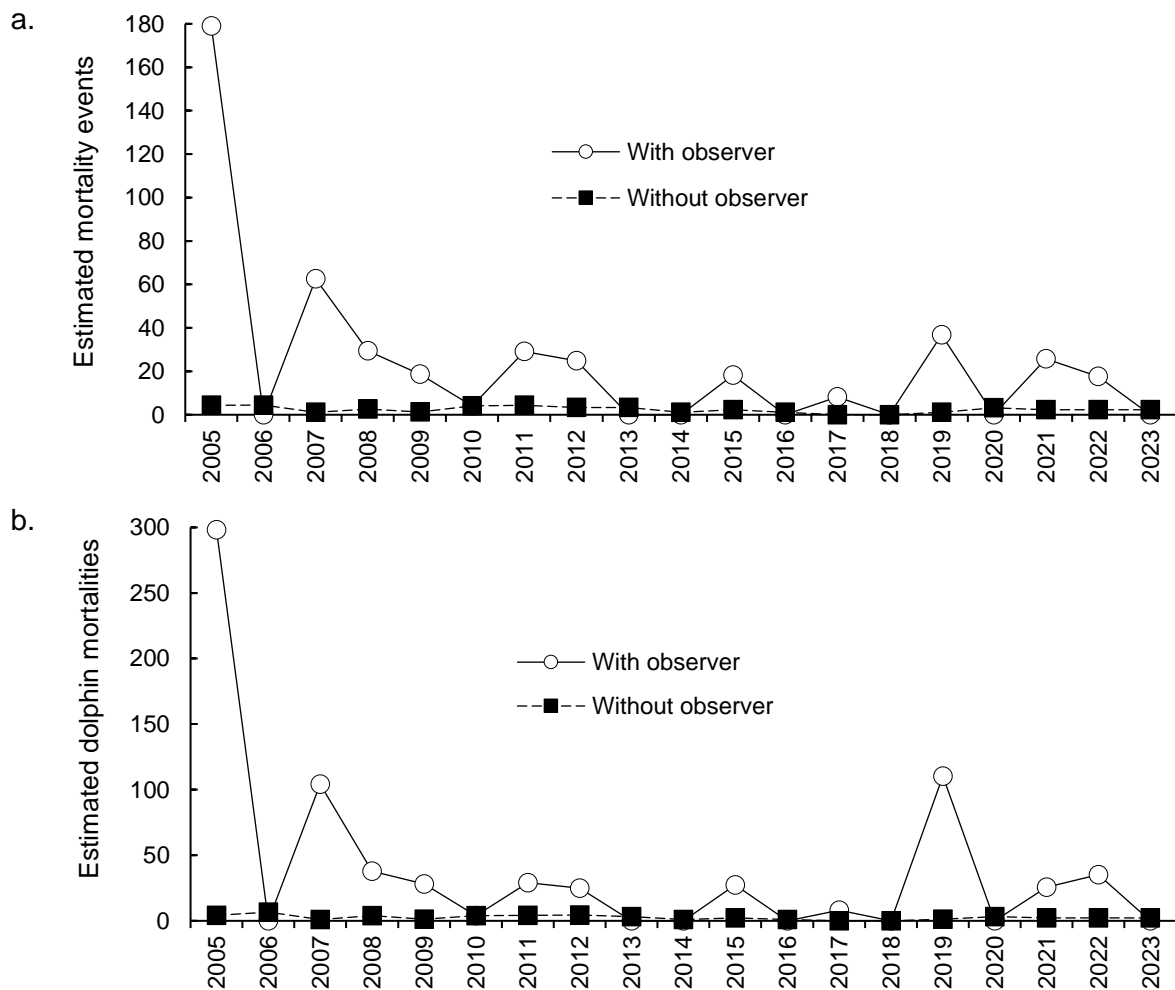 a.
Estimated mortality events
180
160
140
120
100
80
60
40
20
0
With observer
Without observer
2005 2006 2007 2008 2009 2010 2011 2012 2013 2014 2015 2016 2017 2018 2019 2020 2021 2022 2023
b.
Estimated dolphin mortalities
300
250
200
150
100
50
0
With observer
Without observer
2005 2006 2007 2008 2009 2010 2011 2012 2013 2014 2015 2016 2017 2018 2019 2020 2021 2022 2023